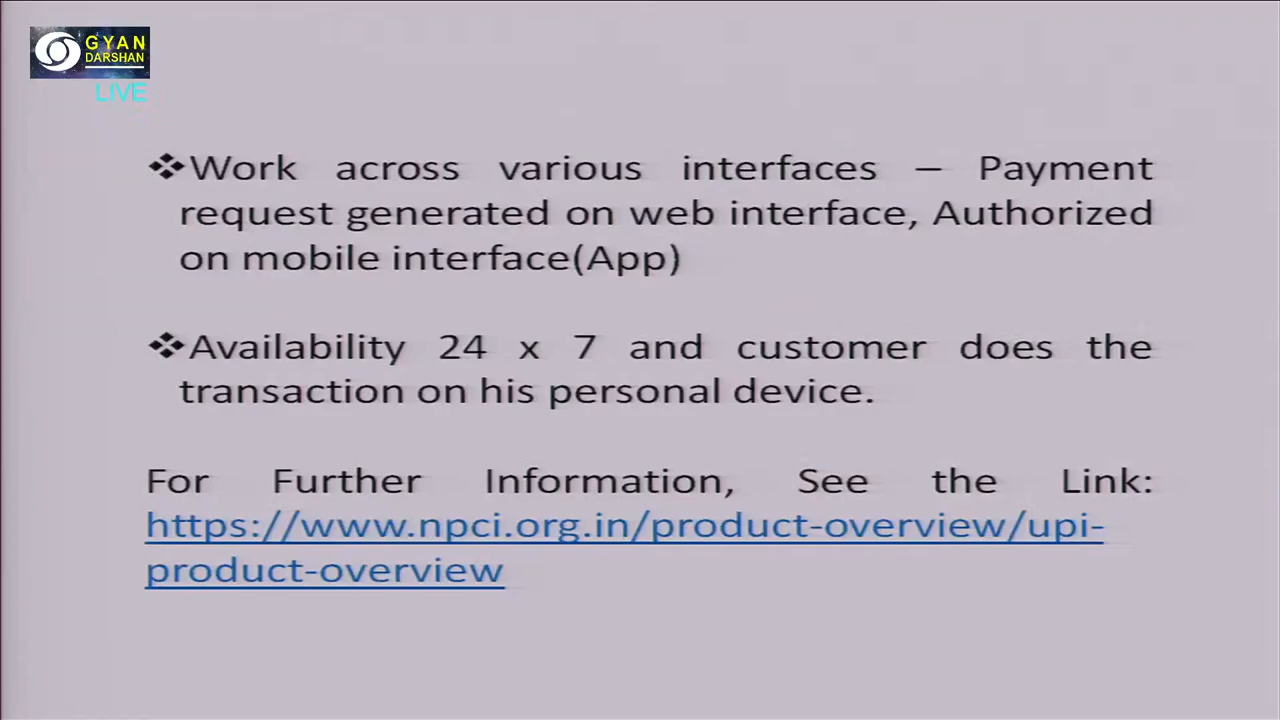 GYAN
DARSHAN
LIVE
❖Work across various interfaces – Payment
request generated on web interface, Authorized
on mobile interface(App)
❖Availability 24 x 7 and customer does the
transaction on his personal device.
For Further Information, See the Link:
https://www.npci.org.in/product-overview/upi-
product-overview